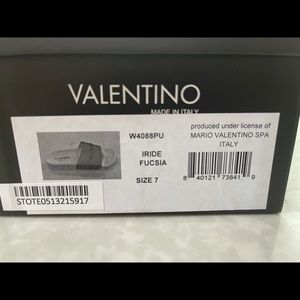 VALENTINO
MADE IN ITALY
W4088PU
IRIDE
FUCSIA
SIZE 7
produced under license of
MARIO VALENTINO SPA
ITALY
8 40121 73841 9
STOTE0513215917